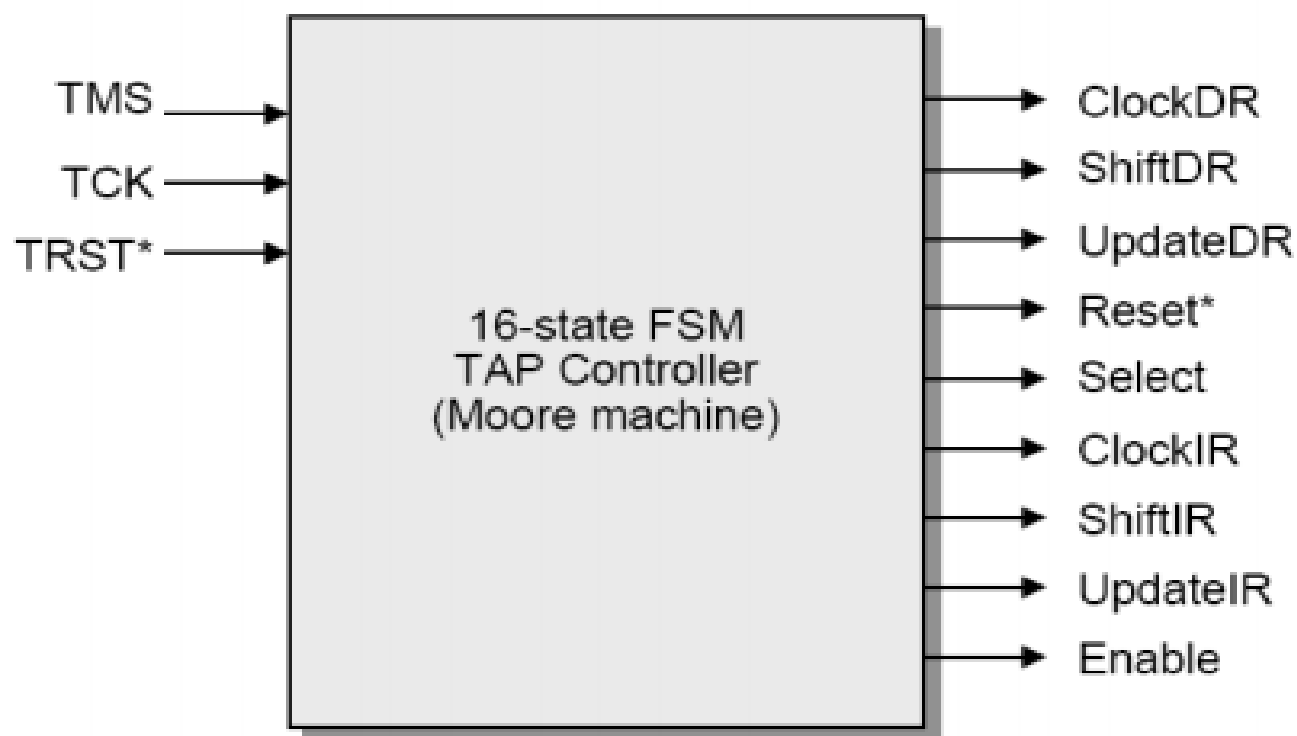 TMS
TCK
TRST*
16-state FSM
TAP Controller
(Moore machine)
ClockDR
ShiftDR
UpdateDR
Reset*
Select
ClockIR
ShiftIR
UpdateIR
Enable